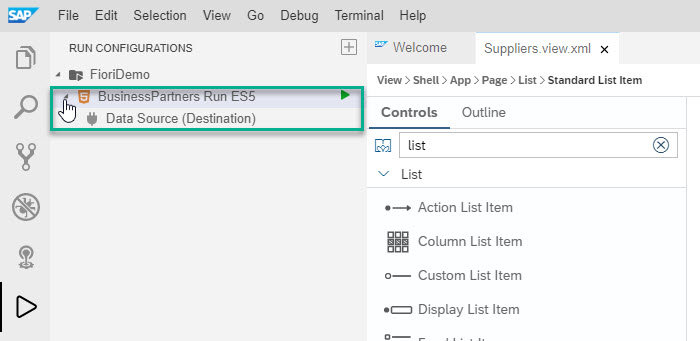 SAP File Edit Selection View Go Debug Terminal Help
RUN CONFIGURATIONS
FioriDemo
BusinessPartners Run ES5
Data Source (Destination)
SAP Welcome Suppliers.view.xml
View > Shell > App > Page > List > Standard List Item
Controls Outline
list
List
Action List Item
Column List Item
Custom List Item
Display List Item